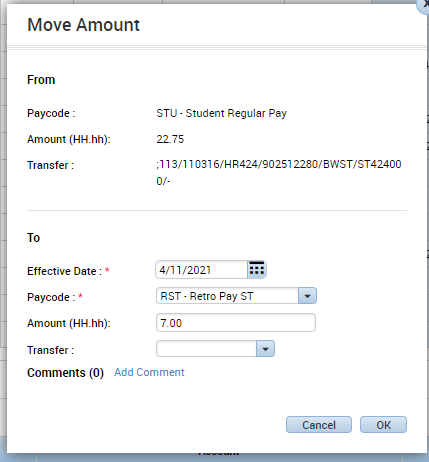 Move Amount
From
Paycode : STU - Student Regular Pay
Amount (HH.hh): 22.75
Transfer : ;113/110316/HR424/902512280/BWST/ST42400
0/-
To
Effective Date : * 4/11/2021
Paycode : * RST - Retro Pay ST
Amount (HH.hh): 7.00
Transfer :
Comments (0) Add Comment
Cancel OK
Account